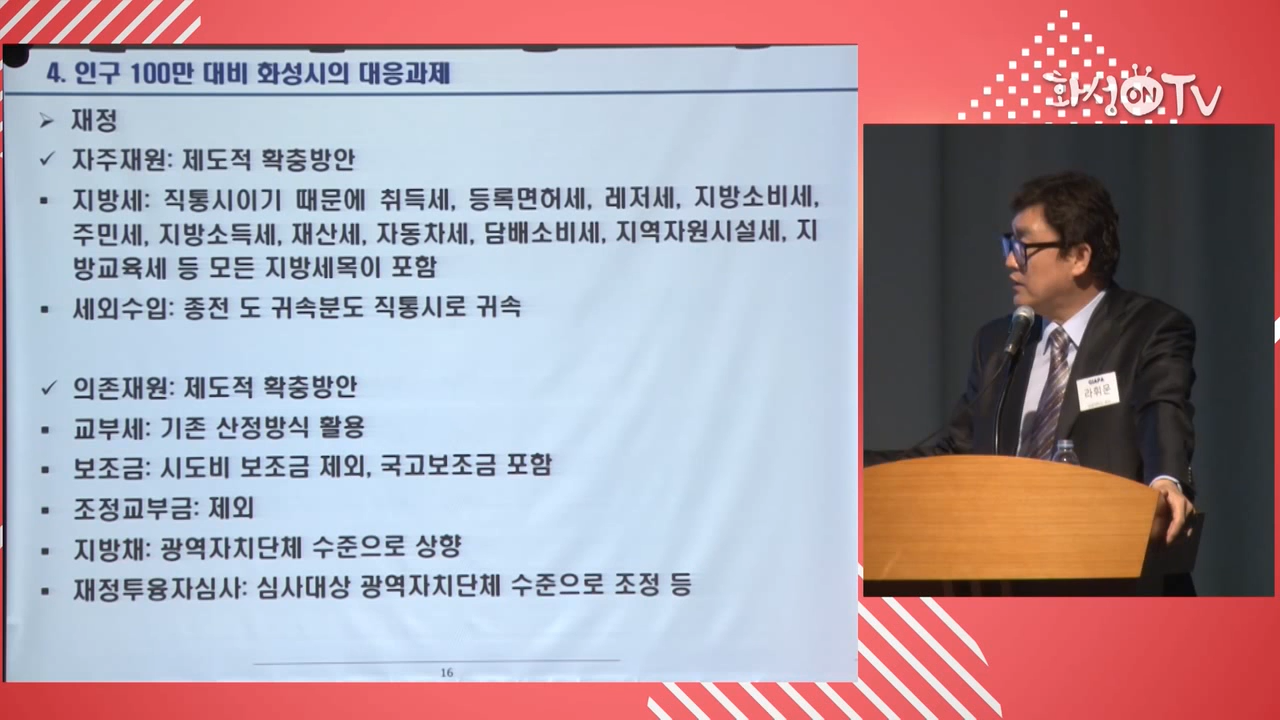 4. 인구 100만 대비 화성시의 대응과제
➢ 재정
✓ 자주재원: 제도적 확충방안
▪ 지방세: 직통시이기 때문에 취득세, 등록면허세, 레저세, 지방소비세,
주민세, 지방소득세, 재산세, 자동차세, 담배소비세, 지역자원시설세, 지
방교육세 등 모든 지방세목이 포함
▪ 세외수입: 종전 도 귀속분도 직통시로 귀속
✓ 의존재원: 제도적 확충방안
▪ 교부세: 기존 산정방식 활용
▪ 보조금: 시도비 보조금 제외, 국고보조금 포함
▪ 조정교부금: 제외
▪ 지방채: 광역자치단체 수준으로 상향
▪ 재정투융자심사: 심사대상 광역자치단체 수준으로 조정 등
16
화성ON TV
GIAPA
라휘문